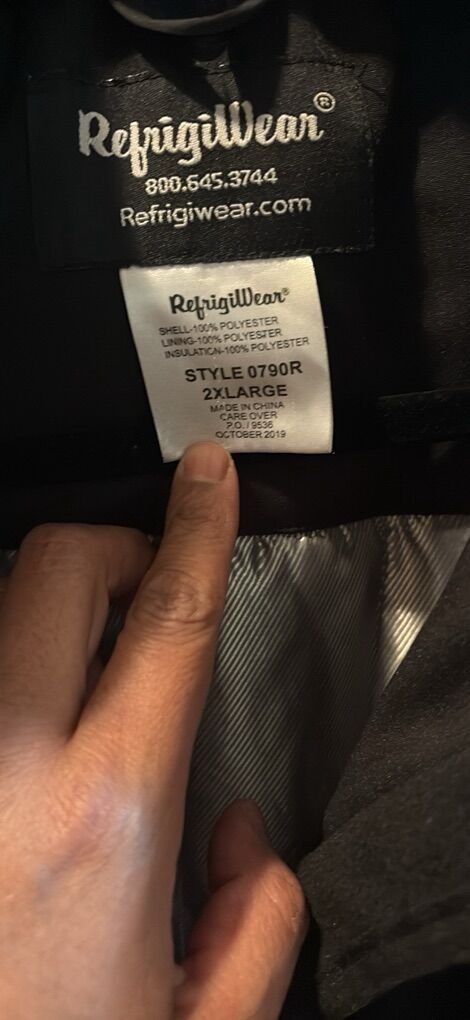 RefrigiWear®
800.645.3744
Refrigiwear.com
RefrigiWear®
SHELL-100% POLYESTER
LINING-100% POLYESTER
INSULATION-100% POLYESTER
STYLE 0790R
2XLARGE
MADE IN CHINA
CARE OVER
P.O. / 9536
OCTOBER 2019